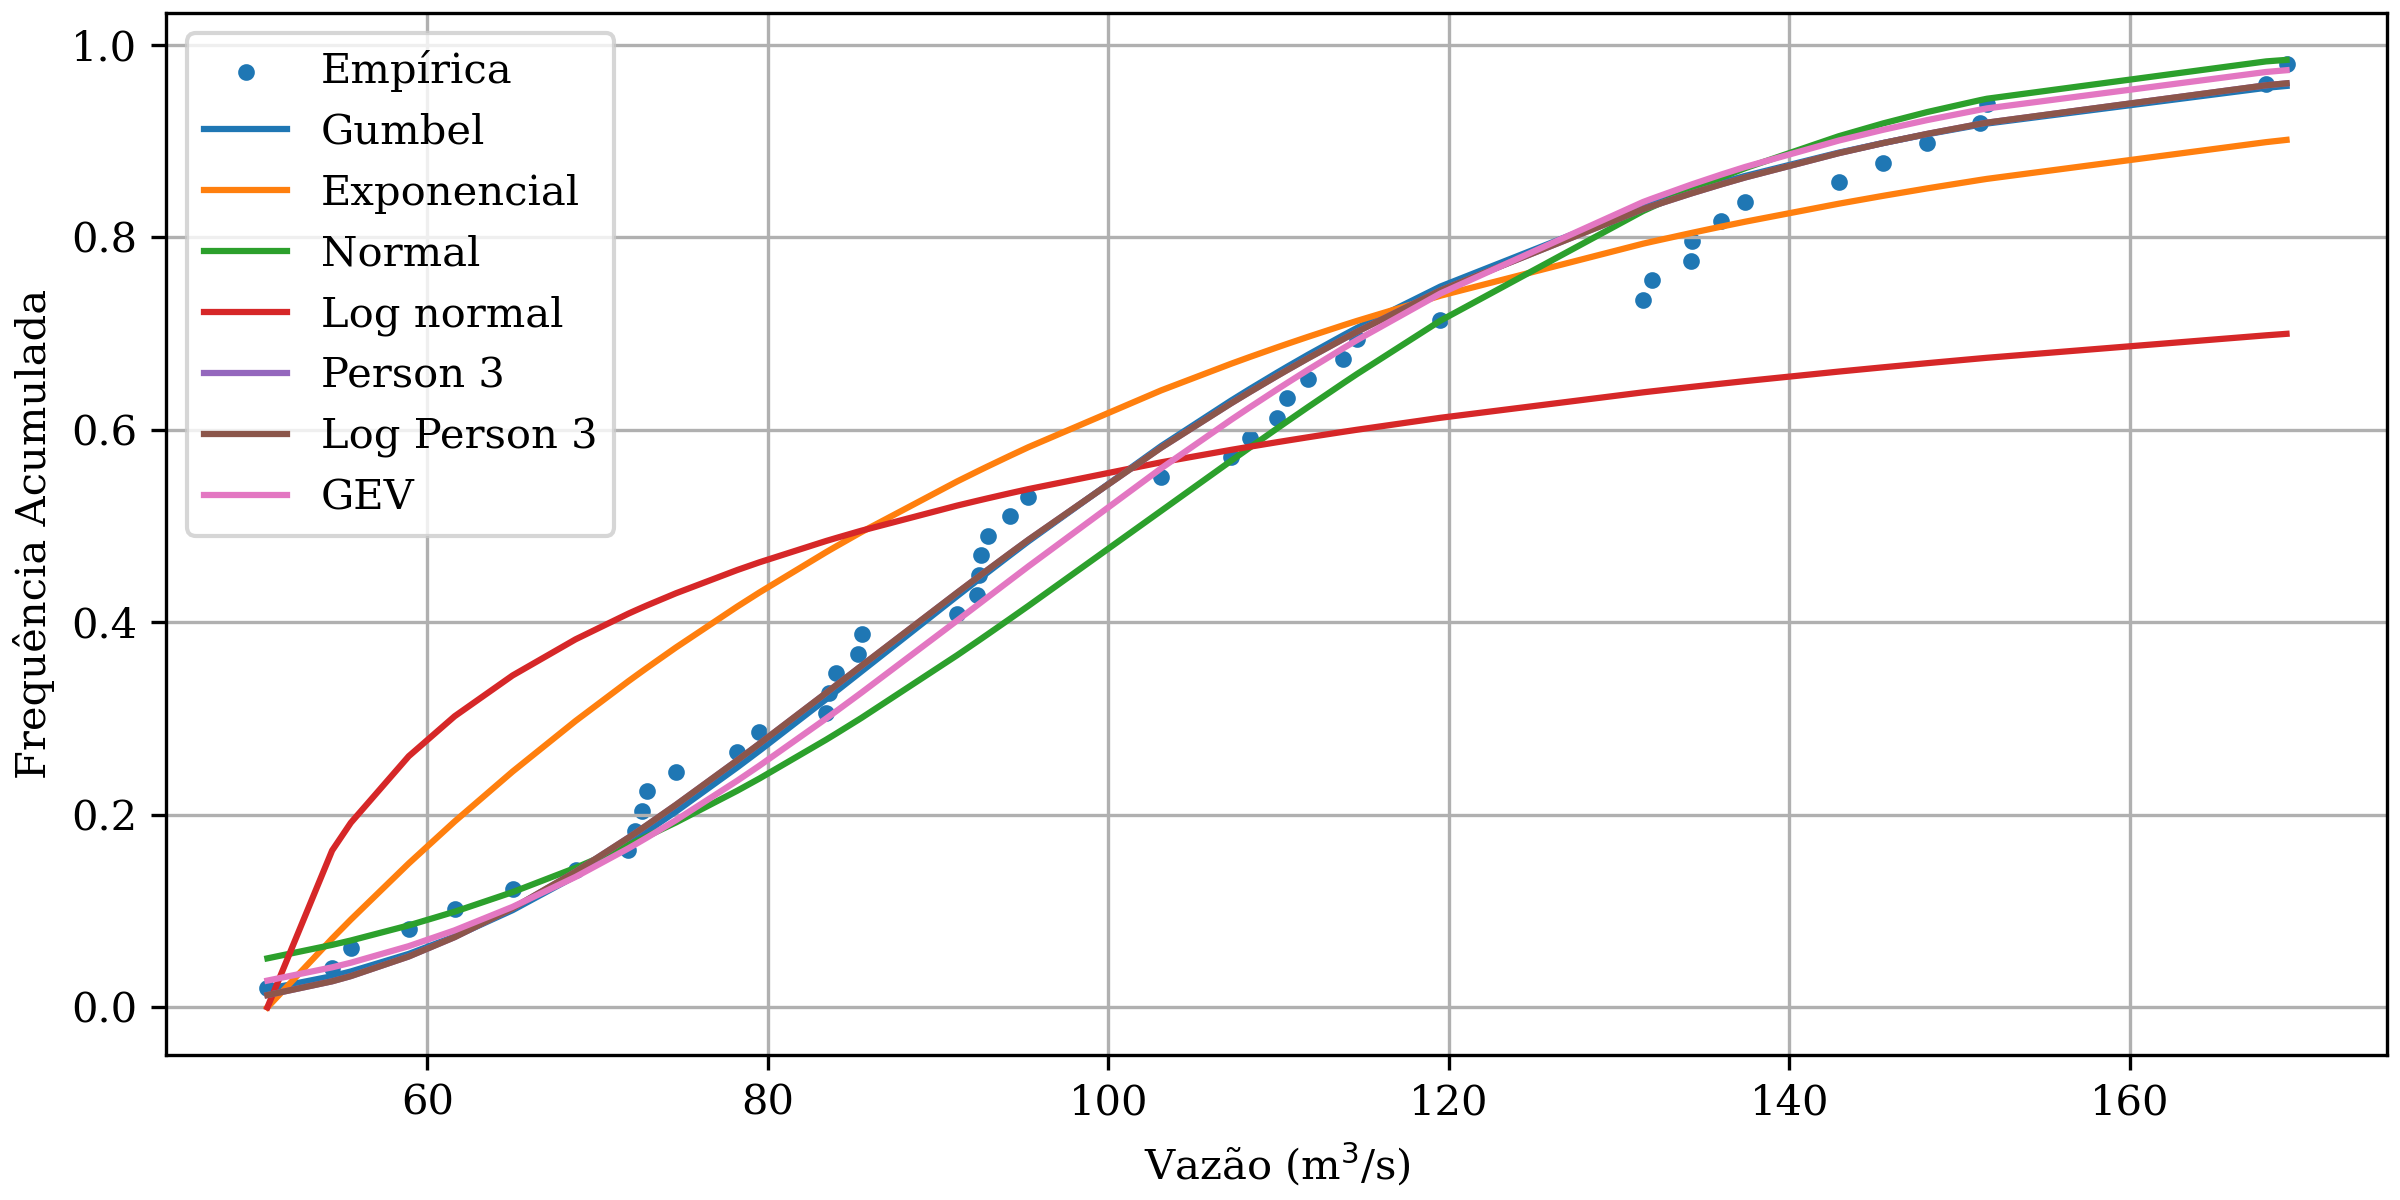 Frequência Acumulada
1.0
0.8
0.6
0.4
0.2
0.0
Empírica
Gumbel
Exponencial
Normal
Log normal
Person 3
Log Person 3
GEV
60 80 100 120 140 160
Vazão (m³/s)